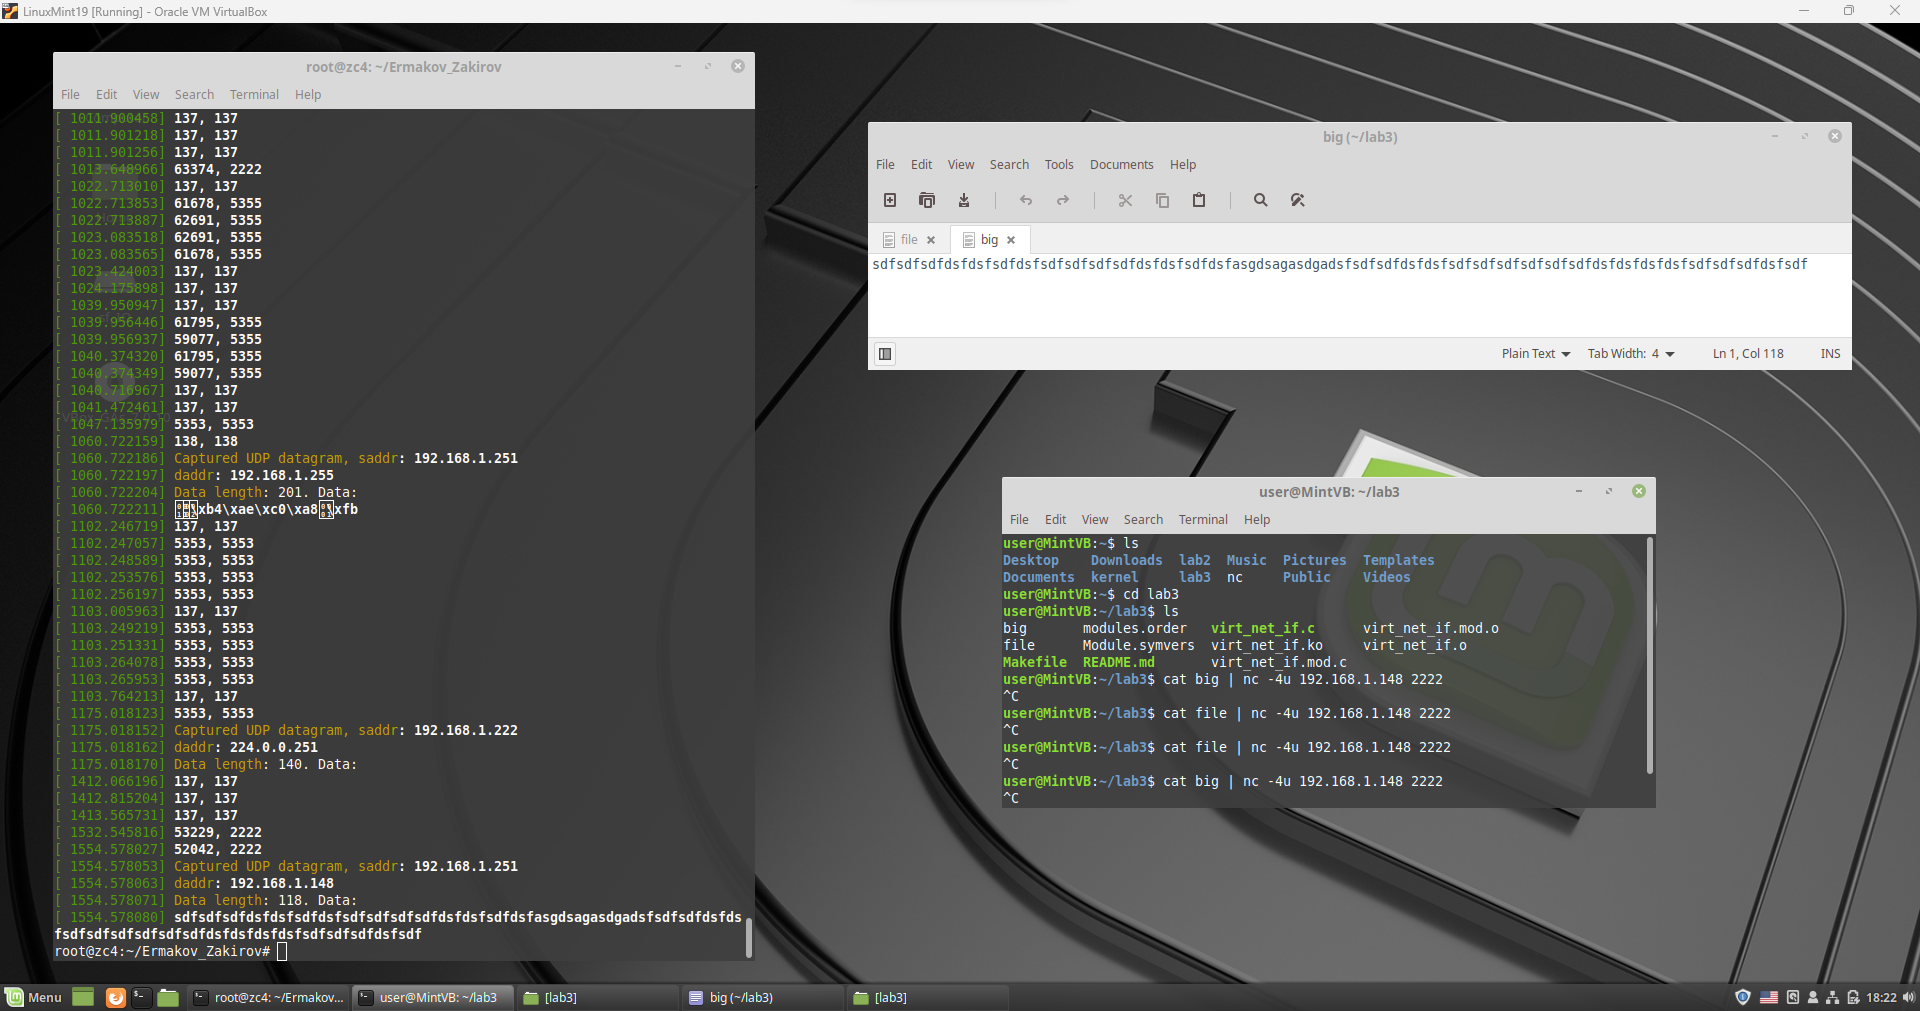 LinuxMint19 [Running] - Oracle VM VirtualBox
root@zc4: ~/Ermakov_Zakirov
File Edit View Search Terminal Help
[ 1011.900458] 137, 137
[ 1011.901218] 137, 137
[ 1011.901256] 137, 137
[ 1013.648966] 63374, 2222
[ 1022.713010] 137, 137
[ 1022.713853] 61678, 5355
[ 1022.713887] 62691, 5355
[ 1023.083518] 62691, 5355
[ 1023.083565] 61678, 5355
[ 1023.424003] 137, 137
[ 1024.175898] 137, 137
[ 1039.950947] 137, 137
[ 1039.956446] 61795, 5355
[ 1039.956937] 59077, 5355
[ 1040.374320] 61795, 5355
[ 1040.374349] 59077, 5355
[ 1040.716967] 137, 137
[ 1041.472461] 137, 137
[ 1047.135979] 5353, 5353
[ 1060.722159] 138, 138
[ 1060.722186] Captured UDP datagram, saddr: 192.168.1.251
[ 1060.722197] daddr: 192.168.1.255
[ 1060.722204] Data length: 201. Data:
[ 1060.722211] xb4\xae\xc0\xa8 xfb
[ 1102.246719] 137, 137
[ 1102.247057] 5353, 5353
[ 1102.248589] 5353, 5353
[ 1102.253576] 5353, 5353
[ 1102.256197] 5353, 5353
[ 1103.005963] 137, 137
[ 1103.249219] 5353, 5353
[ 1103.251331] 5353, 5353
[ 1103.264078] 5353, 5353
[ 1103.265953] 5353, 5353
[ 1103.764213] 137, 137
[ 1175.018123] 5353, 5353
[ 1175.018152] Captured UDP datagram, saddr: 192.168.1.222
[ 1175.018162] daddr: 224.0.0.251
[ 1175.018170] Data length: 140. Data:
[ 1412.066196] 137, 137
[ 1412.815204] 137, 137
[ 1413.565731] 137, 137
[ 1532.545816] 53229, 2222
[ 1554.578027] 52042, 2222
[ 1554.578053] Captured UDP datagram, saddr: 192.168.1.251
[ 1554.578063] daddr: 192.168.1.148
[ 1554.578071] Data length: 118. Data:
[ 1554.578080] sdfsdfsdfsdfsdfsdfsdfsdfsdfsdfsdfsdfsdfsdfsdfasgdsagasdgadsfsdfsdfsdfsds
fsdfsdfsdfsdfsdfsdfsdfsdfsdfsdfsdfsdfsdfsdfsdf
root@zc4:~/Ermakov_Zakirov#
big (~/lab3)
File Edit View Search Tools Documents Help
file big
sdfsdfsdfsdfsdfsdfsdfsdfsdfsdfsdfsdfsdfsdfsdfasgdsagasdgadsfsdfsdfsdfsdfsdfsdfsdfsdfsdfsdfsdfsdfsdfsdfsdfsdfsdfsdfsdf
Plain Text Tab Width: 4 Ln 1, Col 118 INS
user@MintVB: ~/lab3
File Edit View Search Terminal Help
user@MintVB:~$ ls
Desktop Downloads lab2 Music Pictures Templates
Documents kernel lab3 nc Public Videos
user@MintVB:~$ cd lab3
user@MintVB:~/lab3$ ls
big modules.order virt_net_if.c virt_net_if.mod.o
file Module.symvers virt_net_if.ko virt_net_if.o
Makefile README.md virt_net_if.mod.c
user@MintVB:~/lab3$ cat big | nc -4u 192.168.1.148 2222
^C
user@MintVB:~/lab3$ cat file | nc -4u 192.168.1.148 2222
^C
user@MintVB:~/lab3$ cat file | nc -4u 192.168.1.148 2222
^C
user@MintVB:~/lab3$ cat big | nc -4u 192.168.1.148 2222
^C
Menu root@zc4: ~/Ermakov... user@MintVB: ~/lab3 [lab3] big (~/lab3) [lab3] 18:22